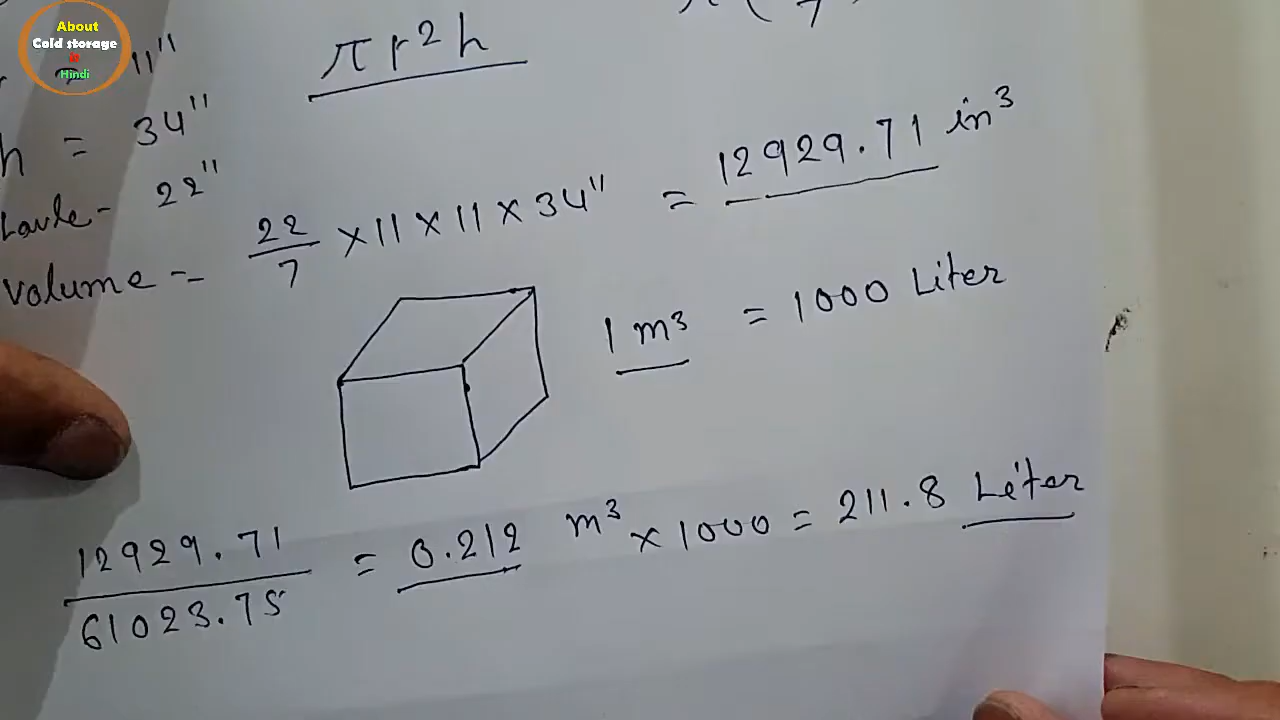 About
Cold storage
in
Hindi
11"
πr²h
h = 34"
22"
12929.71 in³
Volume = 22/7 × 11 × 11 × 34" =
1 m³ = 1000 Liter
12929.71 / 61023.75 = 0.212 m³ × 1000 = 211.8 Liter